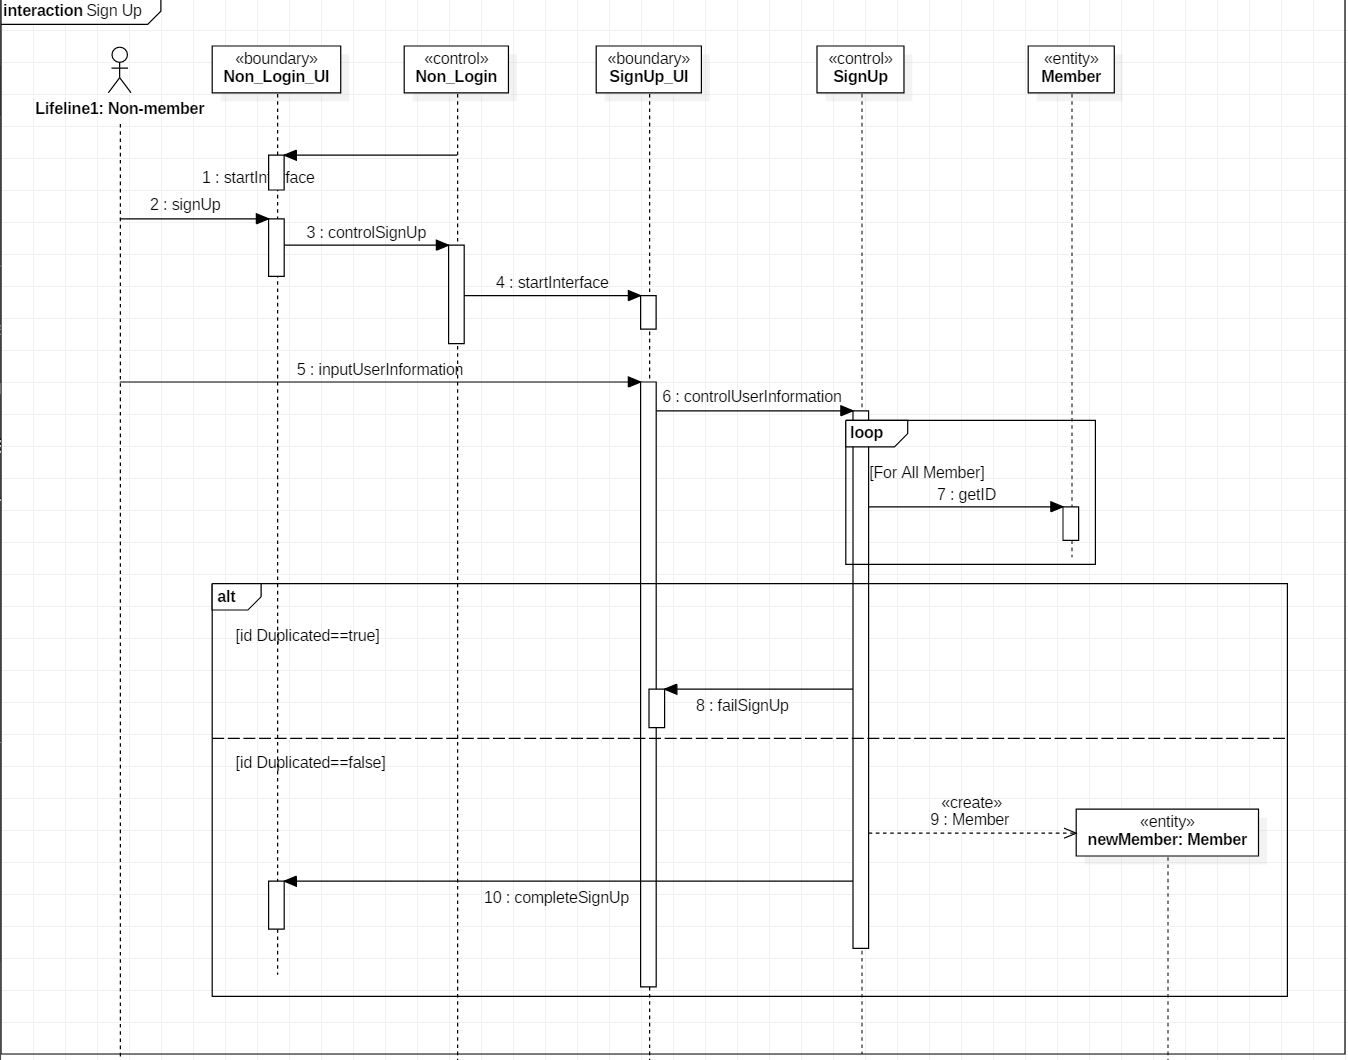 interaction Sign Up
«boundary»
Non_Login_UI
«control»
Non_Login
«boundary»
SignUp_UI
«control»
SignUp
«entity»
Member
Lifeline1: Non-member
1 : startInterface
2 : signUp
3 : controlSignUp
4 : startInterface
5 : inputUserInformation
6 : controlUserInformation
loop
[For All Member]
7 : getID
alt
[id Duplicated==true]
8 : failSignUp
[id Duplicated==false]
«create»
9 : Member
«entity»
newMember: Member
10 : completeSignUp